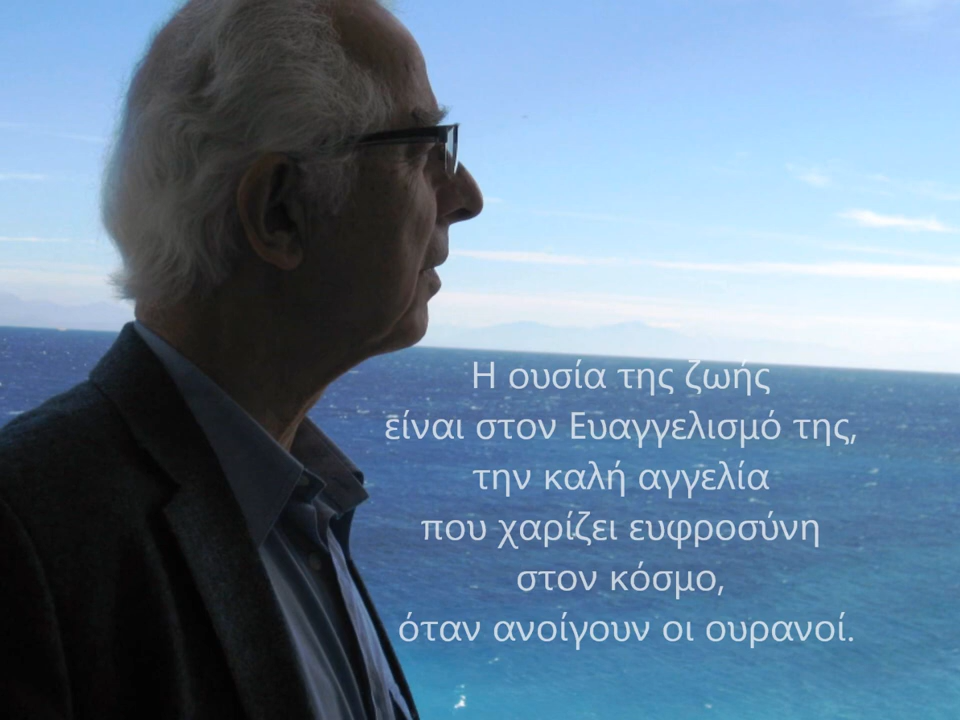 Η ουσία της ζωής
είναι στον Ευαγγελισμό της,
την καλή αγγελία
που χαρίζει ευφροσύνη
στον κόσμο,
όταν ανοίγουν οι ουρανοί.